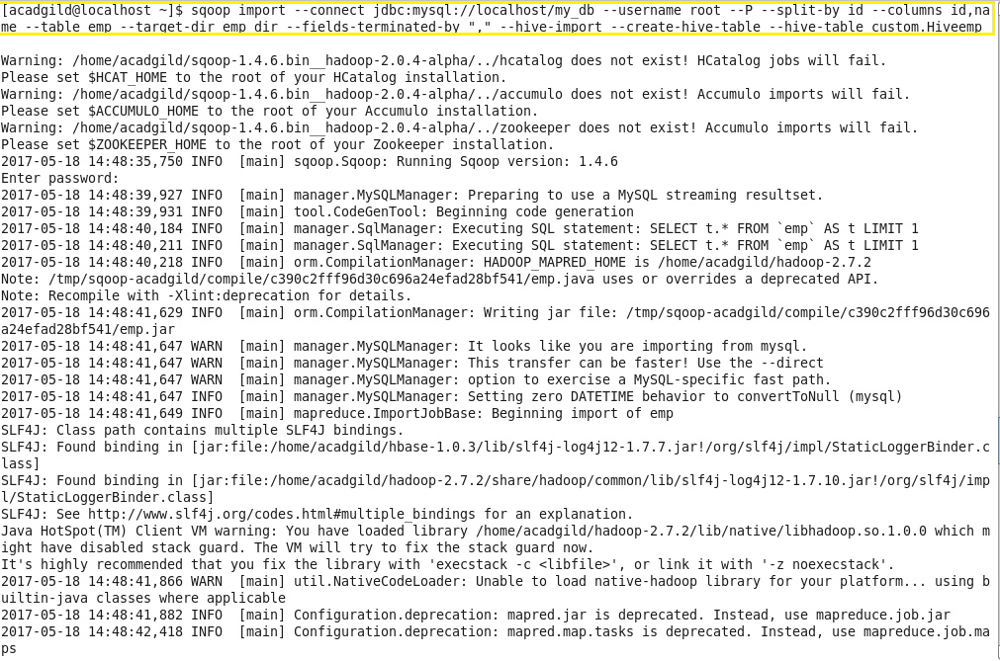 [acadgild@localhost ~]$ sqoop import --connect jdbc:mysql://localhost/my_db --username root --P --split-by id --columns id,na
me --table emp --target-dir emp_dir --fields-terminated-by "," --hive-import --create-hive-table --hive-table custom.Hiveemp
Warning: /home/acadgild/sqoop-1.4.6.bin__hadoop-2.0.4-alpha/../hcatalog does not exist! HCatalog jobs will fail.
Please set $HCAT_HOME to the root of your HCatalog installation.
Warning: /home/acadgild/sqoop-1.4.6.bin__hadoop-2.0.4-alpha/../accumulo does not exist! Accumulo imports will fail.
Please set $ACCUMULO_HOME to the root of your Accumulo installation.
Warning: /home/acadgild/sqoop-1.4.6.bin__hadoop-2.0.4-alpha/../zookeeper does not exist! Accumulo imports will fail.
Please set $ZOOKEEPER_HOME to the root of your Zookeeper installation.
2017-05-18 14:48:35,750 INFO  [main] sqoop.Sqoop: Running Sqoop version: 1.4.6
Enter password:
2017-05-18 14:48:39,927 INFO  [main] manager.MySQLManager: Preparing to use a MySQL streaming resultset.
2017-05-18 14:48:39,931 INFO  [main] tool.CodeGenTool: Beginning code generation
2017-05-18 14:48:40,184 INFO  [main] manager.SqlManager: Executing SQL statement: SELECT t.* FROM `emp` AS t LIMIT 1
2017-05-18 14:48:40,211 INFO  [main] manager.SqlManager: Executing SQL statement: SELECT t.* FROM `emp` AS t LIMIT 1
2017-05-18 14:48:40,218 INFO  [main] orm.CompilationManager: HADOOP_MAPRED_HOME is /home/acadgild/hadoop-2.7.2
Note: /tmp/sqoop-acadgild/compile/c390c2fff96d30c696a24efad28bf541/emp.java uses or overrides a deprecated API.
Note: Recompile with -Xlint:deprecation for details.
2017-05-18 14:48:41,629 INFO  [main] orm.CompilationManager: Writing jar file: /tmp/sqoop-acadgild/compile/c390c2fff96d30c696
a24efad28bf541/emp.jar
2017-05-18 14:48:41,647 WARN  [main] manager.MySQLManager: It looks like you are importing from mysql.
2017-05-18 14:48:41,647 WARN  [main] manager.MySQLManager: This transfer can be faster! Use the --direct
2017-05-18 14:48:41,647 WARN  [main] manager.MySQLManager: option to exercise a MySQL-specific fast path.
2017-05-18 14:48:41,647 INFO  [main] manager.MySQLManager: Setting zero DATETIME behavior to convertToNull (mysql)
2017-05-18 14:48:41,649 INFO  [main] mapreduce.ImportJobBase: Beginning import of emp
SLF4J: Class path contains multiple SLF4J bindings.
SLF4J: Found binding in [jar:file:/home/acadgild/hbase-1.0.3/lib/slf4j-log4j12-1.7.7.jar!/org/slf4j/impl/StaticLoggerBinder.c
lass]
SLF4J: Found binding in [jar:file:/home/acadgild/hadoop-2.7.2/share/hadoop/common/lib/slf4j-log4j12-1.7.10.jar!/org/slf4j/imp
l/StaticLoggerBinder.class]
SLF4J: See http://www.slf4j.org/codes.html#multiple_bindings for an explanation.
Java HotSpot(TM) Client VM warning: You have loaded library /home/acadgild/hadoop-2.7.2/lib/native/libhadoop.so.1.0.0 which m
ight have disabled stack guard. The VM will try to fix the stack guard now.
It's highly recommended that you fix the library with 'execstack -c <libfile>', or link it with '-z noexecstack'.
2017-05-18 14:48:41,866 WARN  [main] util.NativeCodeLoader: Unable to load native-hadoop library for your platform... using b
uiltin-java classes where applicable
2017-05-18 14:48:41,882 INFO  [main] Configuration.deprecation: mapred.jar is deprecated. Instead, use mapreduce.job.jar
2017-05-18 14:48:42,418 INFO  [main] Configuration.deprecation: mapred.map.tasks is deprecated. Instead, use mapreduce.job.ma
ps